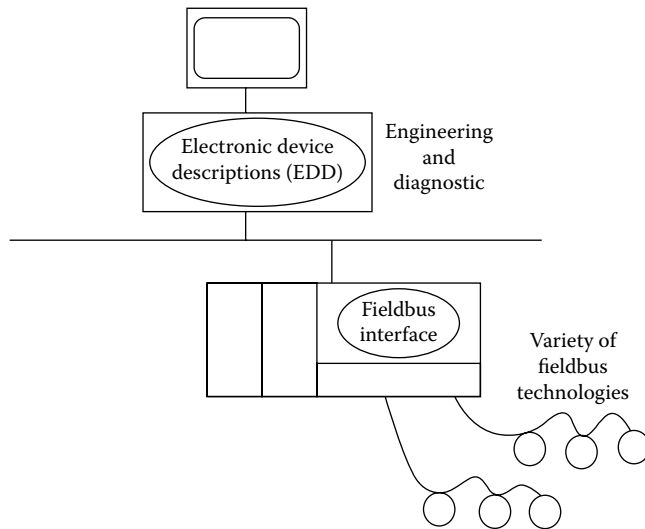 Electronic device
descriptions (EDD)
Engineering
and
diagnostic
Fieldbus
interface
Variety of
fieldbus
technologies